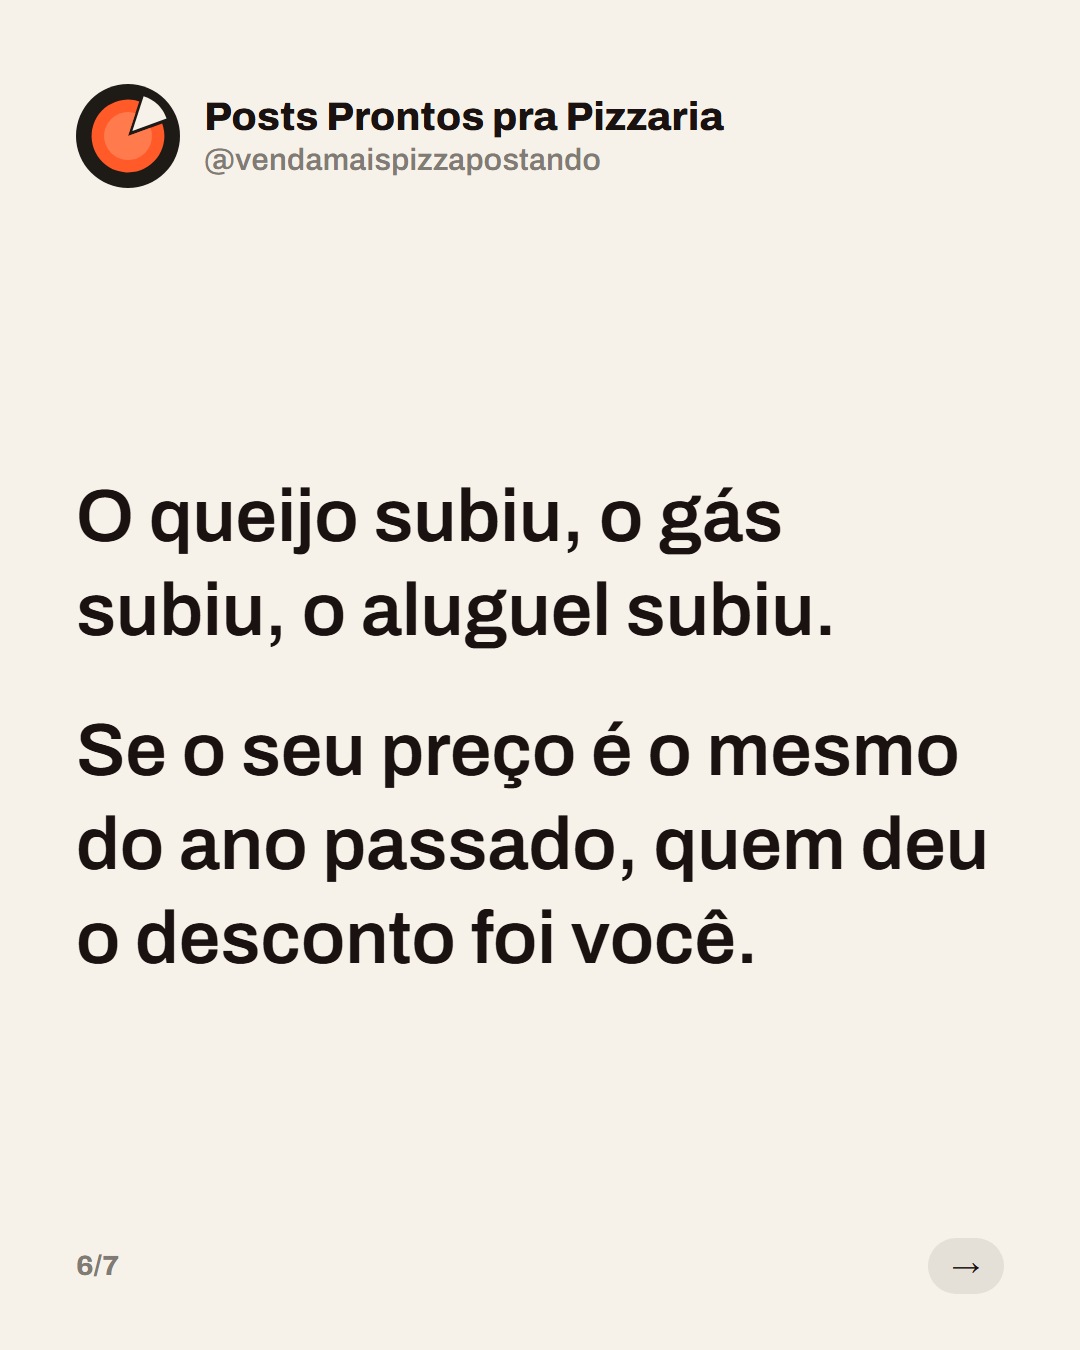 Posts Prontos pra Pizzaria
@vendamaispizzapostando
O queijo subiu, o gás
subiu, o aluguel subiu.
Se o seu preço é o mesmo
do ano passado, quem deu
o desconto foi você.
6/7
→